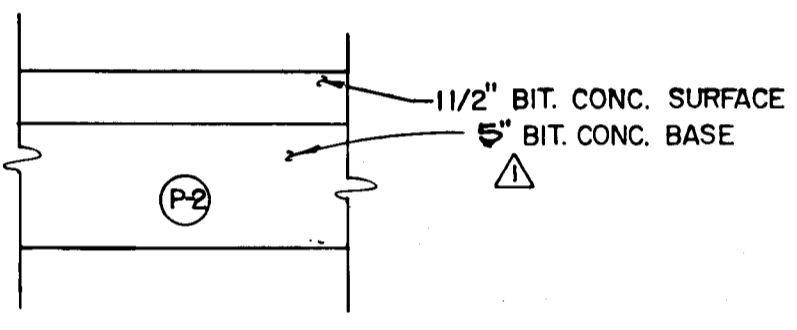 11/2" BIT. CONC. SURFACE
5" BIT. CONC. BASE
1
P-2